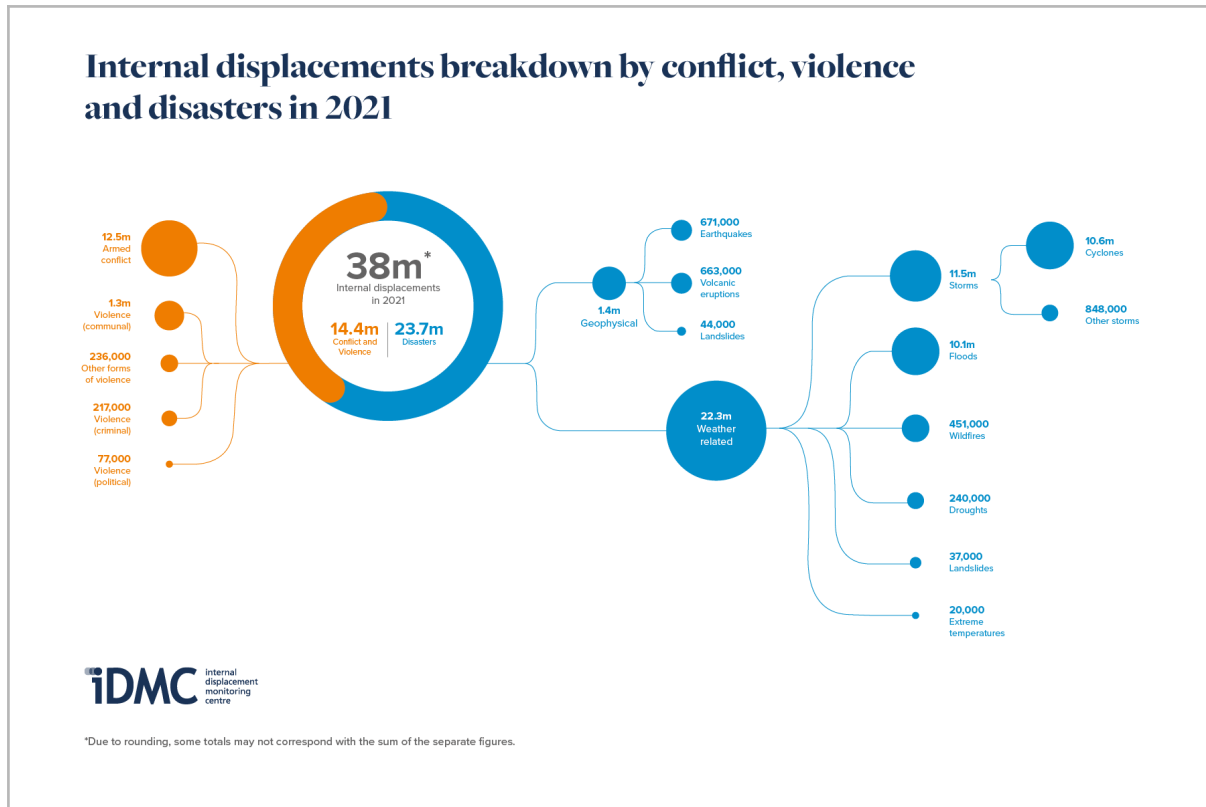 Internal displacements breakdown by conflict, violence
and disasters in 2021
12.5m
Armed
conflict
1.3m
Violence
(communal)
236,000
Other forms
of violence
217,000
Violence
(criminal)
77,000
Violence
(political)
38m*
Internal displacements
in 2021
14.4m
Conflict and
Violence
23.7m
Disasters
1.4m
Geophysical
671,000
Earthquakes
663,000
Volcanic
eruptions
44,000
Landslides
22.3m
Weather
related
11.5m
Storms
10.6m
Cyclones
848,000
Other storms
10.1m
Floods
451,000
Wildfires
240,000
Droughts
37,000
Landslides
20,000
Extreme
temperatures
iDMC
internal
displacement
monitoring
centre
*Due to rounding, some totals may not correspond with the sum of the separate figures.